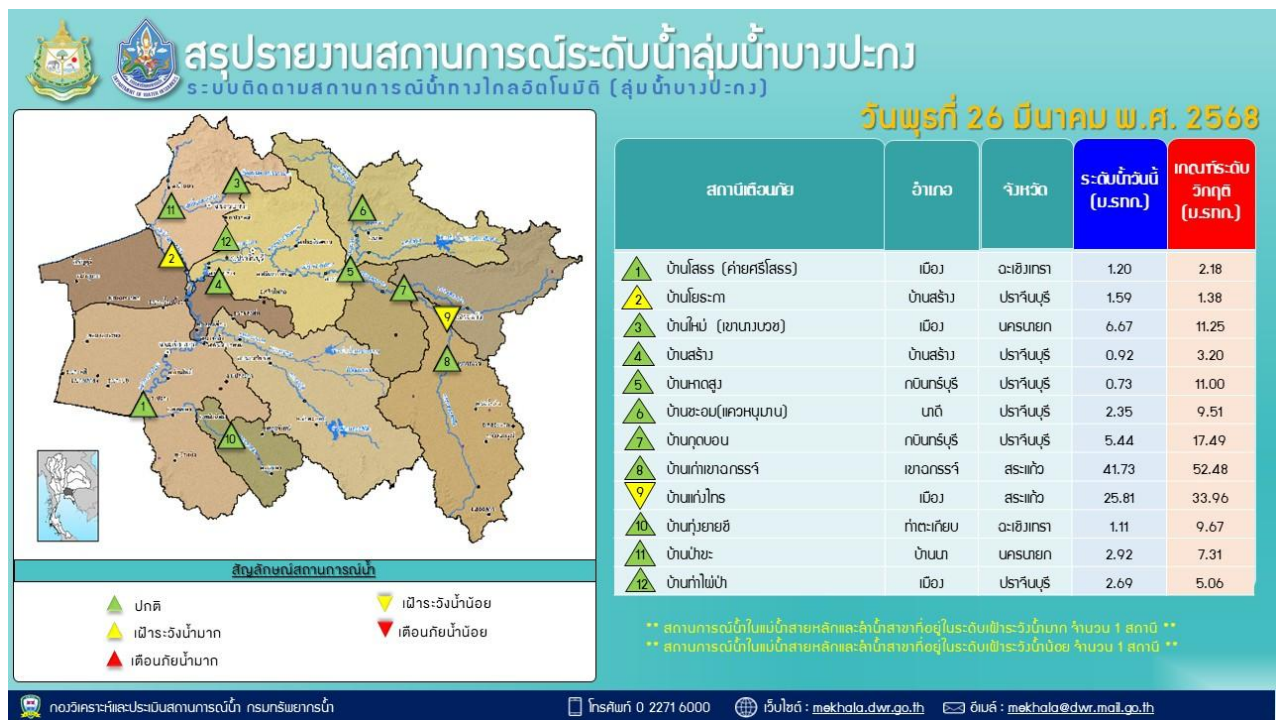 สรุปรายงานสถานการณ์ระดับน้ำลุ่มน้ำบางปะกง
ระบบติดตามสถานการณ์น้ำทางไกลอัตโนมัติ (ลุ่มน้ำบางปะกง)
วันพุธที่ 26 มีนาคม พ.ศ. 2568
สถานีเตือนภัย อำเภอ จังหวัด ระดับน้ำวันนี้ (ม.รทก.) เกณฑ์ระดับวิกฤติ (ม.รทก.)
1 บ้านโสธร (ค่ายศรีโสธร) เมือง ฉะเชิงเทรา 1.20 2.18
2 บ้านโยธะกา บ้านสร้าง ปราจีนบุรี 1.59 1.38
3 บ้านใหม่ (เขานางบวช) เมือง นครนายก 6.67 11.25
4 บ้านสร้าง บ้านสร้าง ปราจีนบุรี 0.92 3.20
5 บ้านหาดสูง กบินทร์บุรี ปราจีนบุรี 0.73 11.00
6 บ้านชะอม(แควหนุมาน) นาดี ปราจีนบุรี 2.35 9.51
7 บ้านกุดบอน กบินทร์บุรี ปราจีนบุรี 5.44 17.49
8 บ้านเก่าเขาฉกรรจ์ เขาฉกรรจ์ สระแก้ว 41.73 52.48
9 บ้านแก่งไทร เมือง สระแก้ว 25.81 33.96
10 บ้านทุ่งยายชี ท่าตะเกียบ ฉะเชิงเทรา 1.11 9.67
11 บ้านป่าขะ บ้านนา นครนายก 2.92 7.31
12 บ้านท่าไผ่ป่า เมือง ปราจีนบุรี 2.69 5.06
3
11
6
12
2
5
4
7
9
8
1
10
สัญลักษณ์สถานการณ์น้ำ
ปกติ
เฝ้าระวังน้ำมาก
เตือนภัยน้ำมาก
เฝ้าระวังน้ำน้อย
เตือนภัยน้ำน้อย
** สถานการณ์น้ำในแม่น้ำสายหลักและลำน้ำสาขาที่อยู่ในระดับเฝ้าระวังน้ำมาก จำนวน 1 สถานี **
** สถานการณ์น้ำในแม่น้ำสายหลักและลำน้ำสาขาที่อยู่ในระดับเฝ้าระวังน้ำน้อย จำนวน 1 สถานี **
กองวิเคราะห์และประเมินสถานการณ์น้ำ กรมทรัพยากรน้ำ โทรศัพท์ 0 2271 6000 เว็บไซต์ : mekhala.dwr.go.th อีเมล์ : mekhala@dwr.mail.go.th